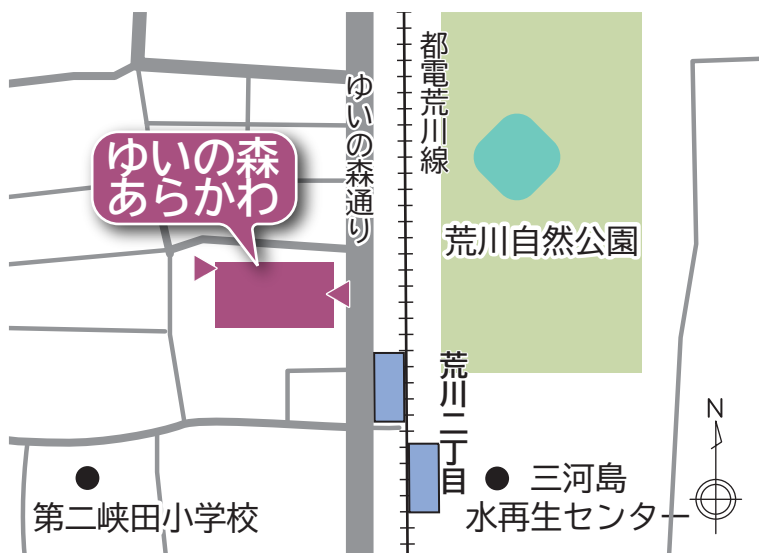 ゆいの森
あらかわ
ゆいの森通り
都電荒川線
荒川自然公園
荒川二丁目
N
第二峡田小学校
三河島
水再生センター